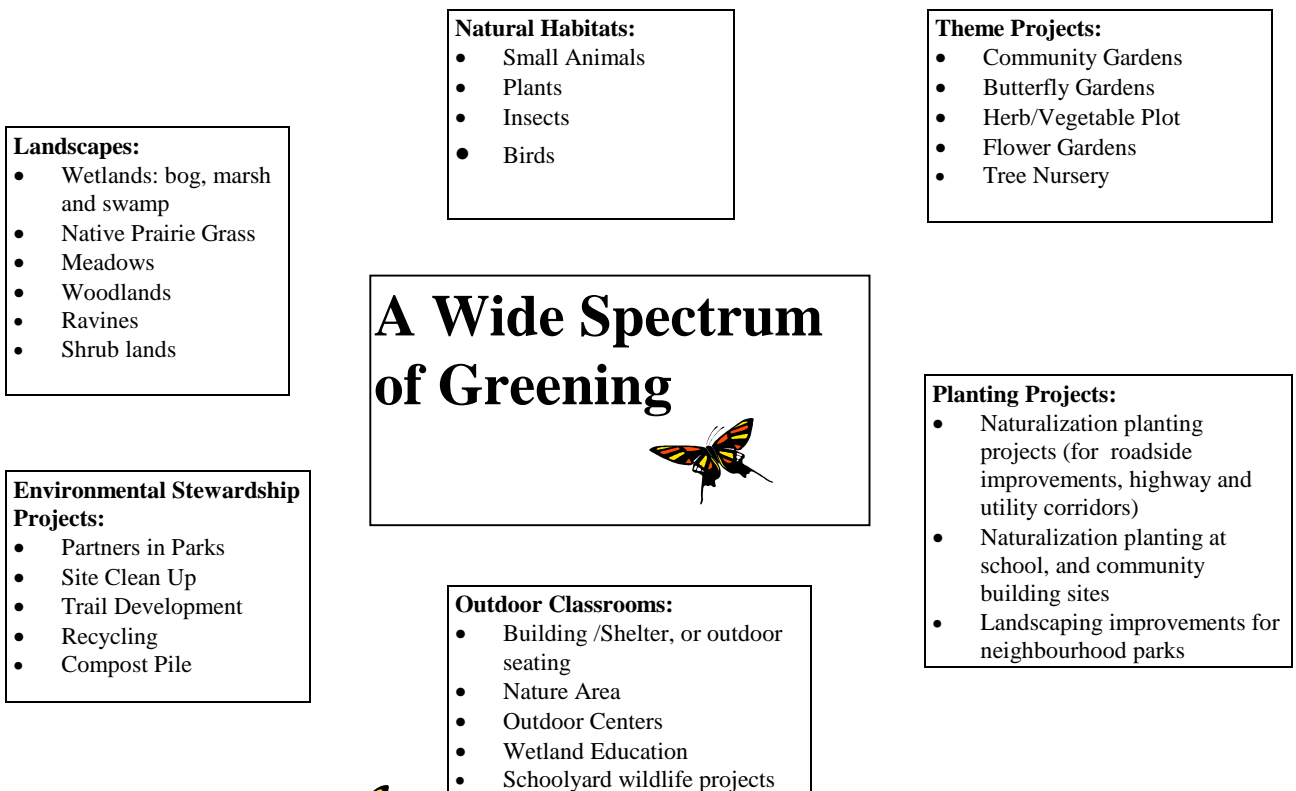 Natural Habitats:
• Small Animals
• Plants
• Insects
• Birds
Theme Projects:
• Community Gardens
• Butterfly Gardens
• Herb/Vegetable Plot
• Flower Gardens
• Tree Nursery
Landscapes:
• Wetlands: bog, marsh
and swamp
• Native Prairie Grass
• Meadows
• Woodlands
• Ravines
• Shrub lands
A Wide Spectrum
of Greening
Planting Projects:
• Naturalization planting
projects (for roadside
improvements, highway and
utility corridors)
• Naturalization planting at
school, and community
building sites
• Landscaping improvements for
neighbourhood parks
Environmental Stewardship
Projects:
• Partners in Parks
• Site Clean Up
• Trail Development
• Recycling
• Compost Pile
Outdoor Classrooms:
• Building /Shelter, or outdoor
seating
• Nature Area
• Outdoor Centers
• Wetland Education
• Schoolyard wildlife projects